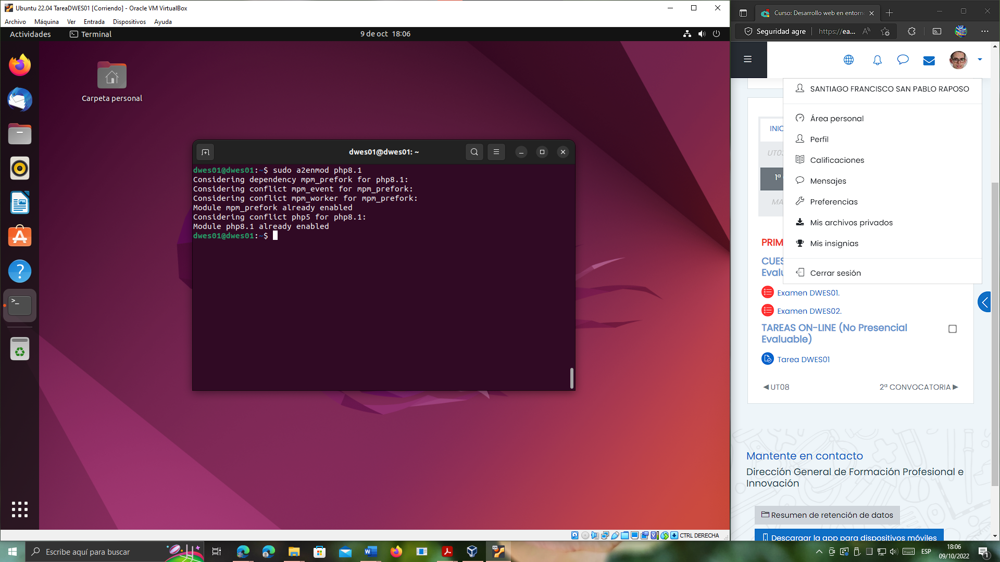 Ubuntu 22.04 TareaDWES01 [Corriendo] - Oracle VM VirtualBox
Archivo Máquina Ver Entrada Dispositivos Ayuda
Actividades Terminal 9 de oct 18:06
Carpeta personal
dwes01@dwes01: ~
dwes01@dwes01:~$ sudo a2enmod php8.1
Considering dependency mpm_prefork for php8.1:
Considering conflict mpm_event for mpm_prefork:
Considering conflict mpm_worker for mpm_prefork:
Module mpm_prefork already enabled
Considering conflict php5 for php8.1:
Module php8.1 already enabled
dwes01@dwes01:~$
CTRL DERECHA
Curso: Desarrollo web en entorn
Seguridad agre https://ea...
SANTIAGO FRANCISCO SAN PABLO RAPOSO
Área personal
Perfil
Calificaciones
Mensajes
Preferencias
Mis archivos privados
Mis insignias
Cerrar sesión
INIC
UT03
1ª
MA
PRIM
CUES
Evalu
Examen DWES01.
Examen DWES02.
TAREAS ON-LINE (No Presencial
Evaluable)
Tarea DWES01
◀UT08 2ª CONVOCATORIA▶
Mantente en contacto
Dirección General de Formación Profesional e
Innovación
Resumen de retención de datos
Descargar la app para dispositivos móviles
Escribe aquí para buscar
ESP
18:06
09/10/2022
1